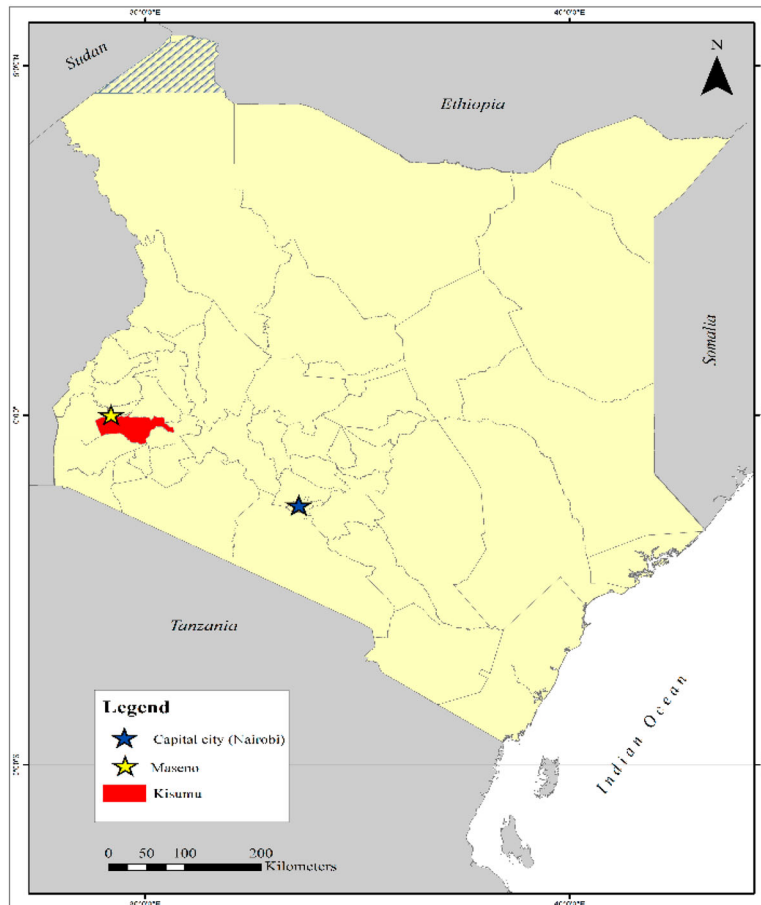 Sudan
Ethiopia
N
Somalia
Tanzania
Indian Ocean
Legend
Capital city (Nairobi)
Maseno
Kisumu
0 50 100 200
Kilometers